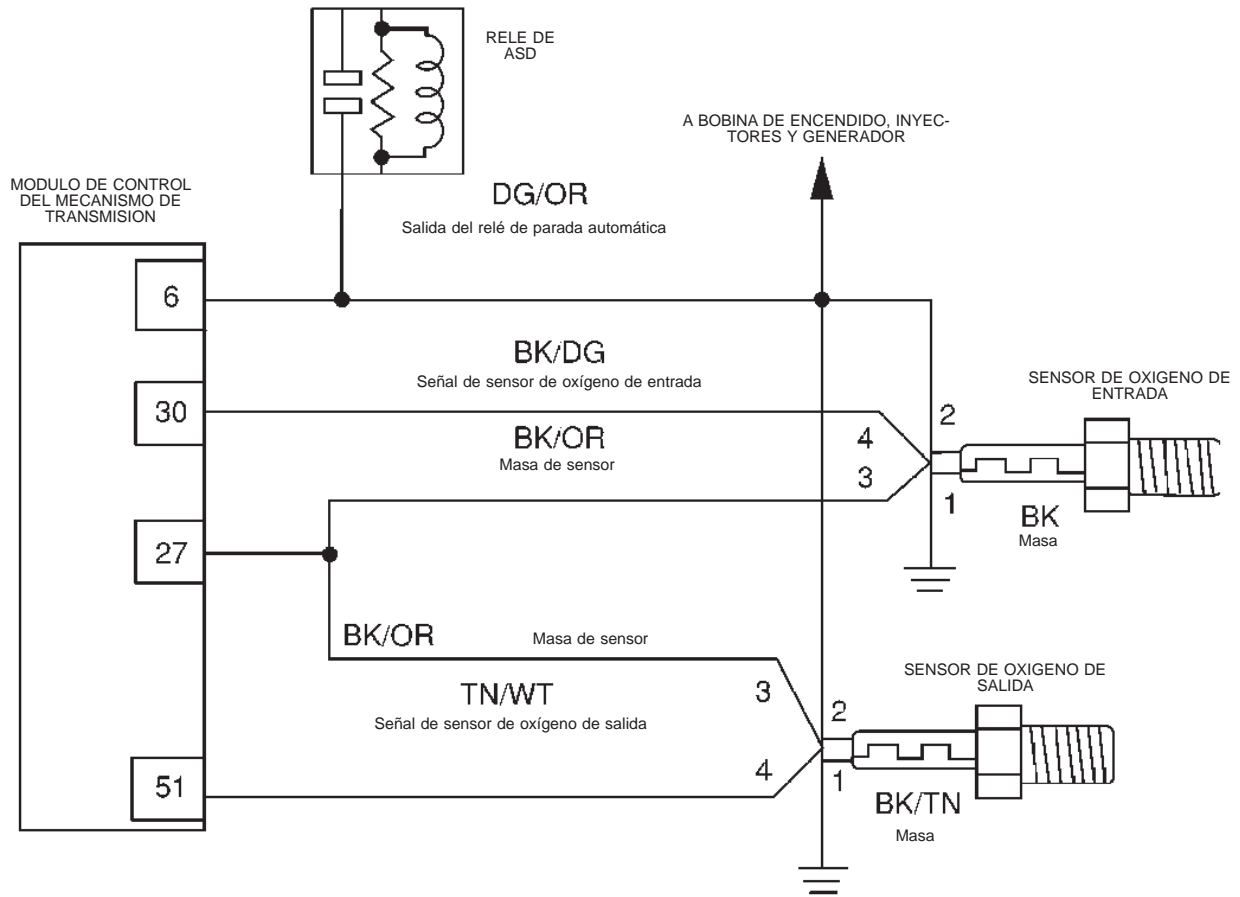 RELE DE
ASD
A BOBINA DE ENCENDIDO, INYEC-
TORES Y GENERADOR
MODULO DE CONTROL
DEL MECANISMO DE
TRANSMISION
DG/OR
Salida del relé de parada automática
6
BK/DG
Señal de sensor de oxígeno de entrada
SENSOR DE OXIGENO DE
ENTRADA
30
2
4
BK/OR
Masa de sensor
3
1
BK
Masa
27
BK/OR
Masa de sensor
SENSOR DE OXIGENO DE
SALIDA
TN/WT
3
2
Señal de sensor de oxígeno de salida
4
1
51
BK/TN
Masa